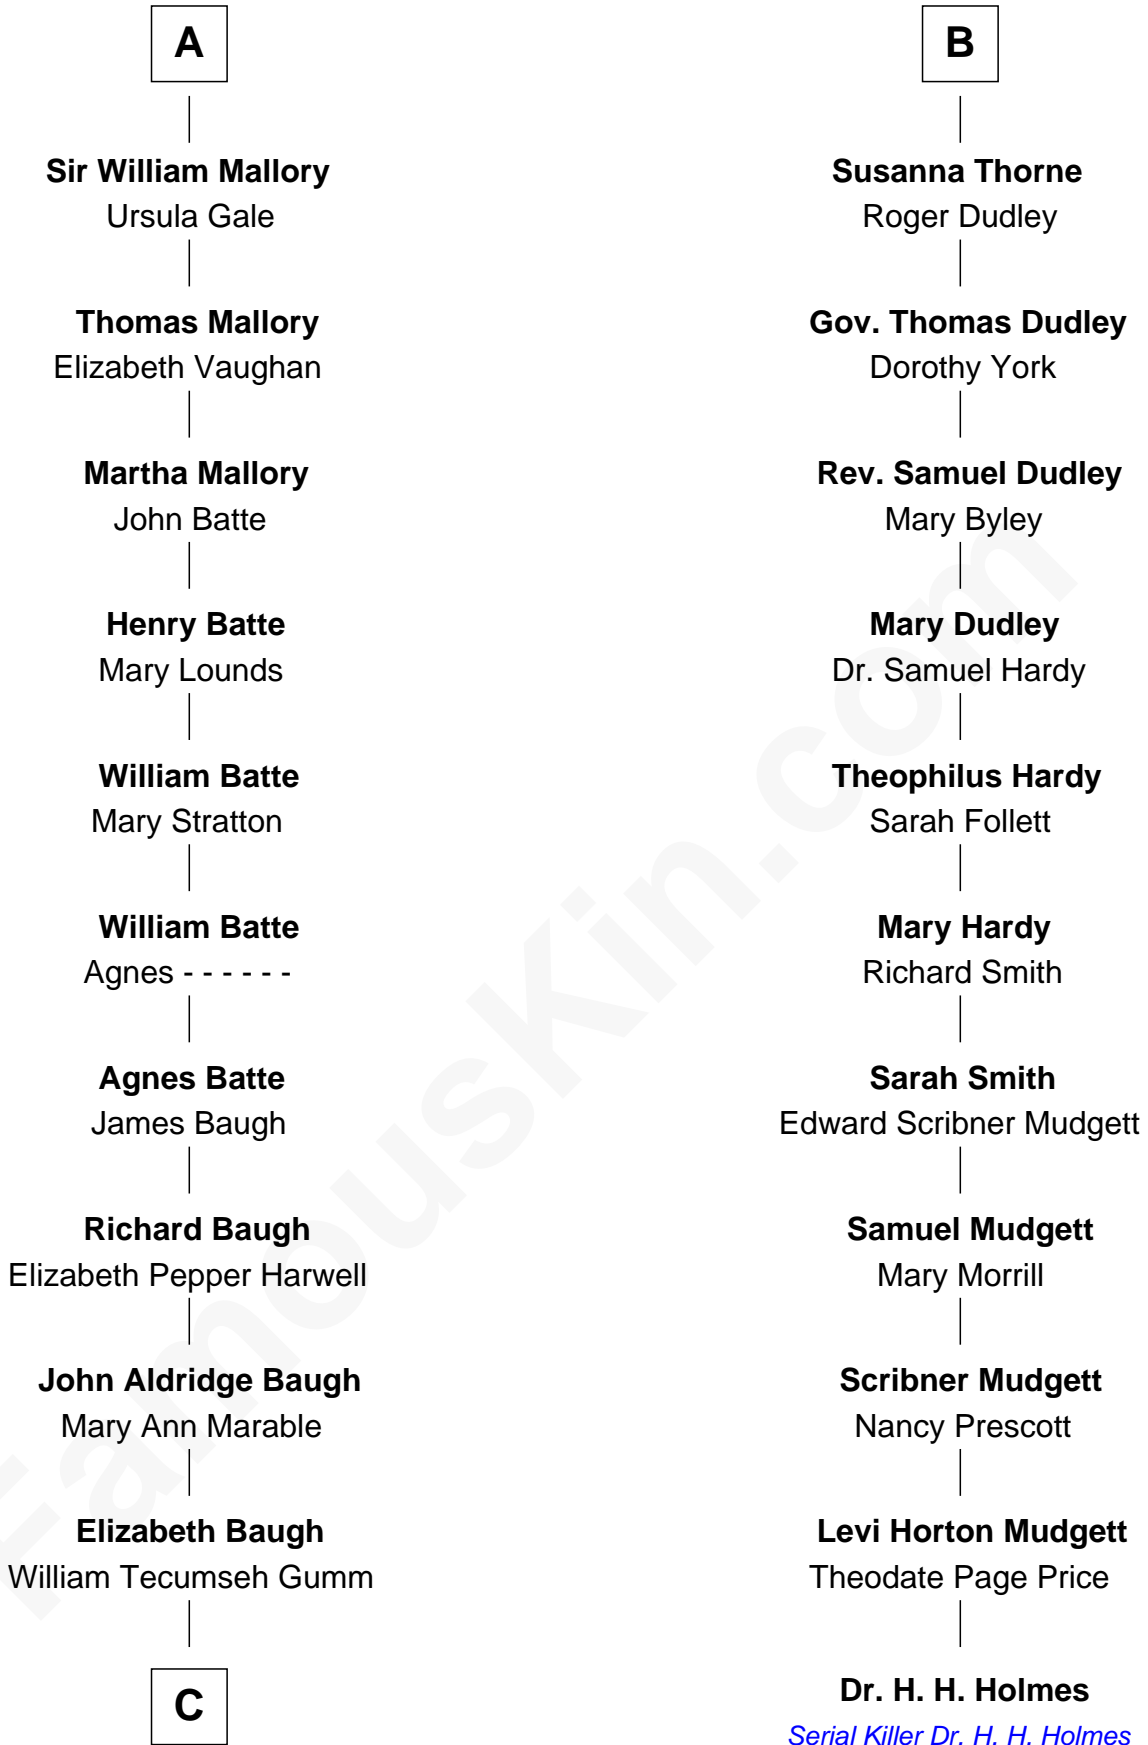 A
Sir William Mallory
Ursula Gale
Thomas Mallory
Elizabeth Vaughan
Martha Mallory
John Batte
Henry Batte
Mary Lounds
William Batte
Mary Stratton
William Batte
Agnes - - - - - -
Agnes Batte
James Baugh
Richard Baugh
Elizabeth Pepper Harwell
John Aldridge Baugh
Mary Ann Marable
Elizabeth Baugh
William Tecumseh Gumm
C
B
Susanna Thorne
Roger Dudley
Gov. Thomas Dudley
Dorothy York
Rev. Samuel Dudley
Mary Byley
Mary Dudley
Dr. Samuel Hardy
Theophilus Hardy
Sarah Follett
Mary Hardy
Richard Smith
Sarah Smith
Edward Scribner Mudgett
Samuel Mudgett
Mary Morrill
Scribner Mudgett
Nancy Prescott
Levi Horton Mudgett
Theodate Page Price
Dr. H. H. Holmes
Serial Killer Dr. H. H. Holmes
FamousKin.com